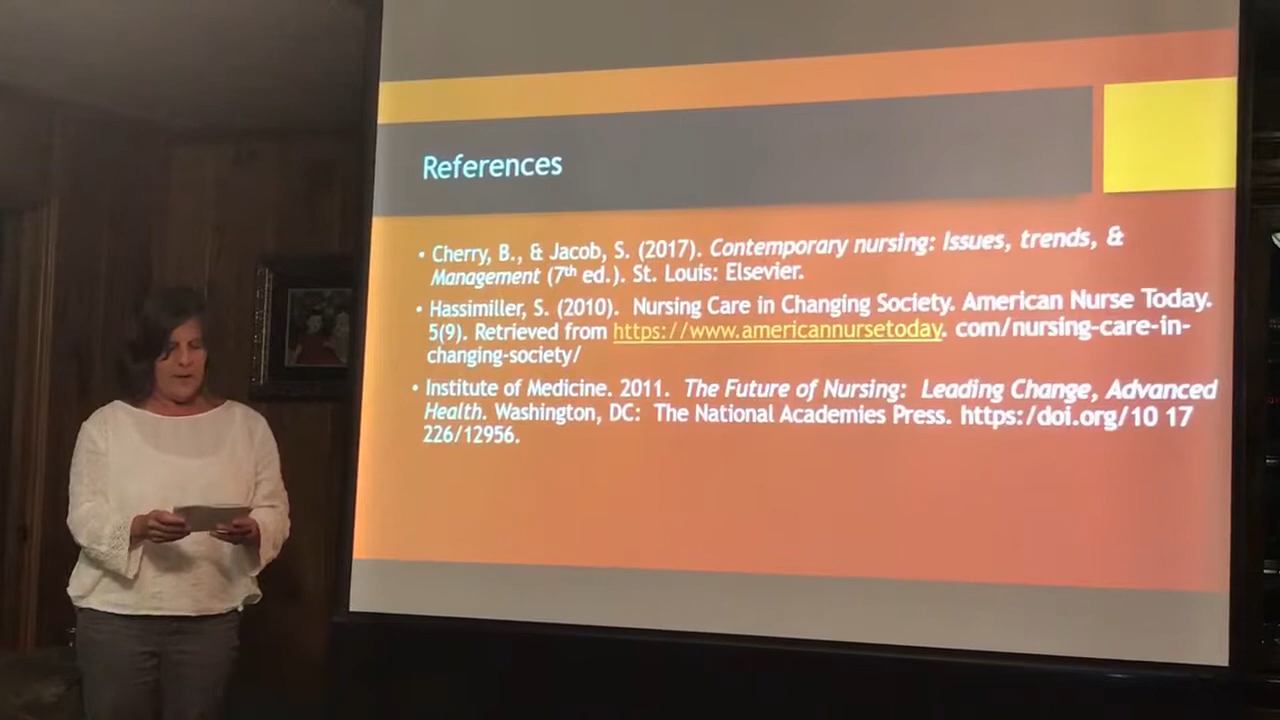 References
• Cherry, B., & Jacob, S. (2017). Contemporary nursing: Issues, trends, &
Management (7th ed.). St. Louis: Elsevier.
• Hassimiller, S. (2010). Nursing Care in Changing Society. American Nurse Today.
5(9). Retrieved from https://www.americannursetoday. com/nursing-care-in-
changing-society/
• Institute of Medicine. 2011. The Future of Nursing: Leading Change, Advanced
Health. Washington, DC: The National Academies Press. https:/doi.org/10 17
226/12956.